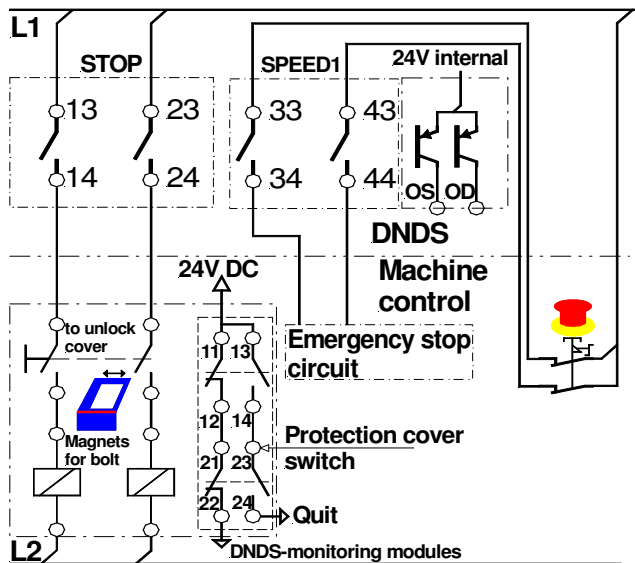 L1
STOP
SPEED1
24V internal
13
23
33
43
14
24
34
44
OS
OD
DNDS
24V DC
Machine
control
to unlock
cover
11
13
Emergency stop
circuit
12
14
Magnets
for bolt
Protection cover
switch
21
23
22
24
Quit
L2
DNDS-monitoring modules